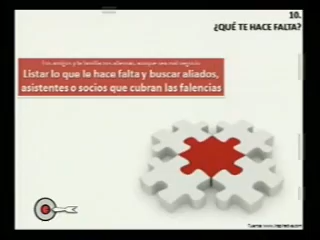 10.
¿QUÉ TE HACE FALTA?
Listar lo que le hace falta y buscar aliados,
asistentes o socios que cubran las falencias